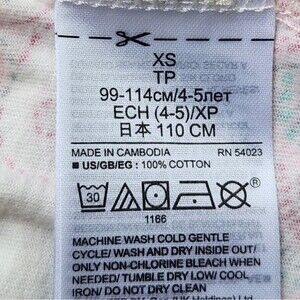 XS
TP
99-114см/4-5лет
ECH (4-5)/XP
日本 110 CM
MADE IN CAMBODIA RN 54023
■ US/GB/EG : 100% COTTON
30
1166
MACHINE WASH COLD GENTLE
CYCLE/ WASH AND DRY INSIDE OUT/
ONLY NON-CHLORINE BLEACH WHEN
NEEDED/ TUMBLE DRY LOW/ COOL
IRON/ DO NOT DRY CLEAN